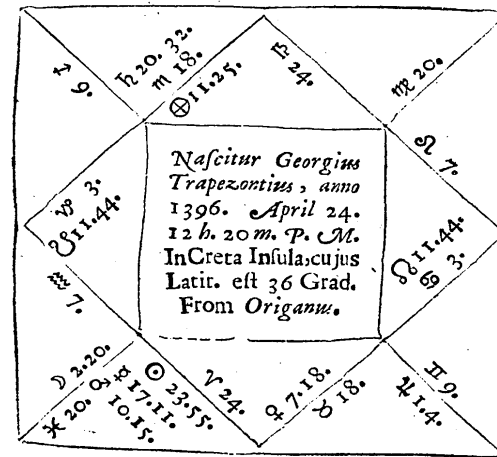 ♐ 9.
♄ 20. 32.
♏ 18.
⊗ 11.25.
♎ 24.
♍ 20.
♌ 7.
♑ 3.
☋ 11.44.
♒ 7.
Naſcitur Georgius
Trapezontius, anno
1396. April 24.
12 h. 20 m. P. M.
In Creta Inſula, cujus
Latit. eſt 36 Grad.
From Origanus.
☊ 11.44.
♋ 3.
☽ 2.20.
♓ 20.
♂ 10.15.
☿ 17.11.
☉ 23.55.
♈ 24.
♀ 7.18.
♉ 18.
♊ 9.
♃ 1.4.